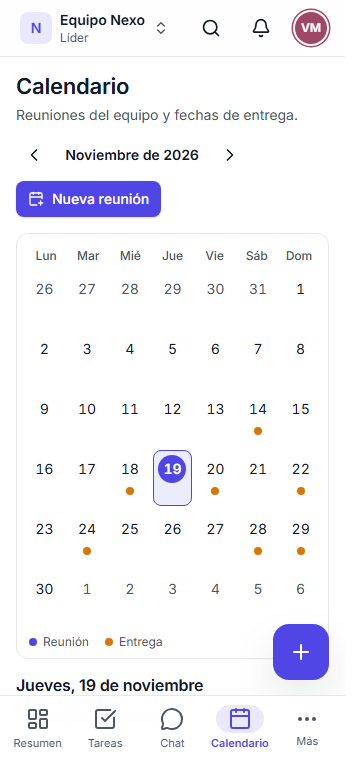 N Equipo Nexo
Líder
VM
Calendario
Reuniones del equipo y fechas de entrega.
Noviembre de 2026
Nueva reunión
Lun Mar Mié Jue Vie Sáb Dom
26 27 28 29 30 31 1
2 3 4 5 6 7 8
9 10 11 12 13 14 15
16 17 18 19 20 21 22
23 24 25 26 27 28 29
30 1 2 3 4 5 6
Reunión Entrega
Jueves, 19 de noviembre
Resumen Tareas Chat Calendario Más